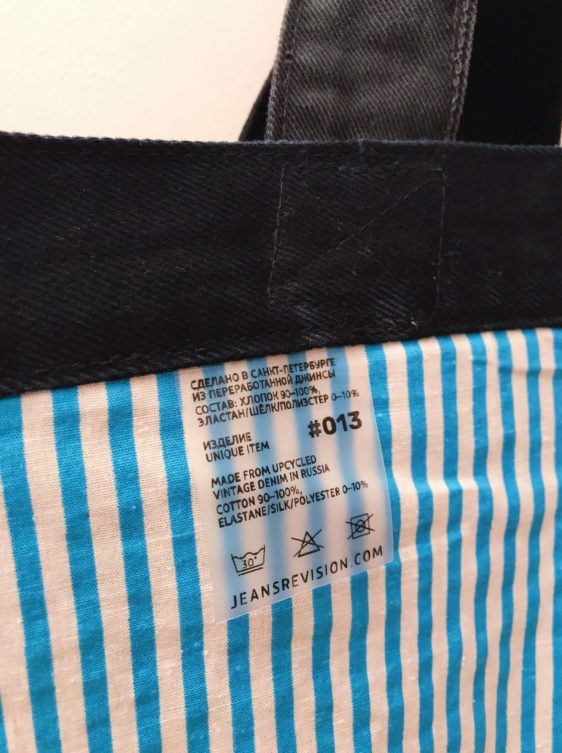 СДЕЛАНО В САНКТ-ПЕТЕРБУРГЕ
ИЗ ПЕРЕРАБОТАННОЙ ДЖИНСЫ
СОСТАВ: ХЛОПОК 90–100%,
ЭЛАСТАН/ШЁЛК/ПОЛИЭСТЕР 0–10%
ИЗДЕЛИЕ
UNIQUE ITEM #013
MADE FROM UPCYCLED
VINTAGE DENIM IN RUSSIA
COTTON 90–100%,
ELASTANE/SILK/POLYESTER 0–10%
30°
JEANSREVISION.COM